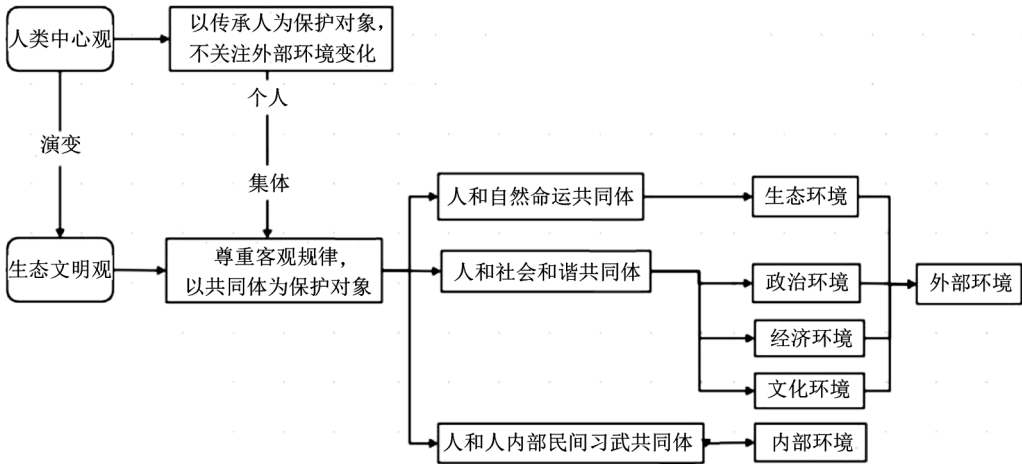 人类中心观
以传承人为保护对象，
不关注外部环境变化
个人
演变
集体
生态文明观
尊重客观规律，
以共同体为保护对象
人和自然命运共同体
生态环境
人和社会和谐共同体
政治环境
外部环境
经济环境
文化环境
人和人内部民间习武共同体
内部环境